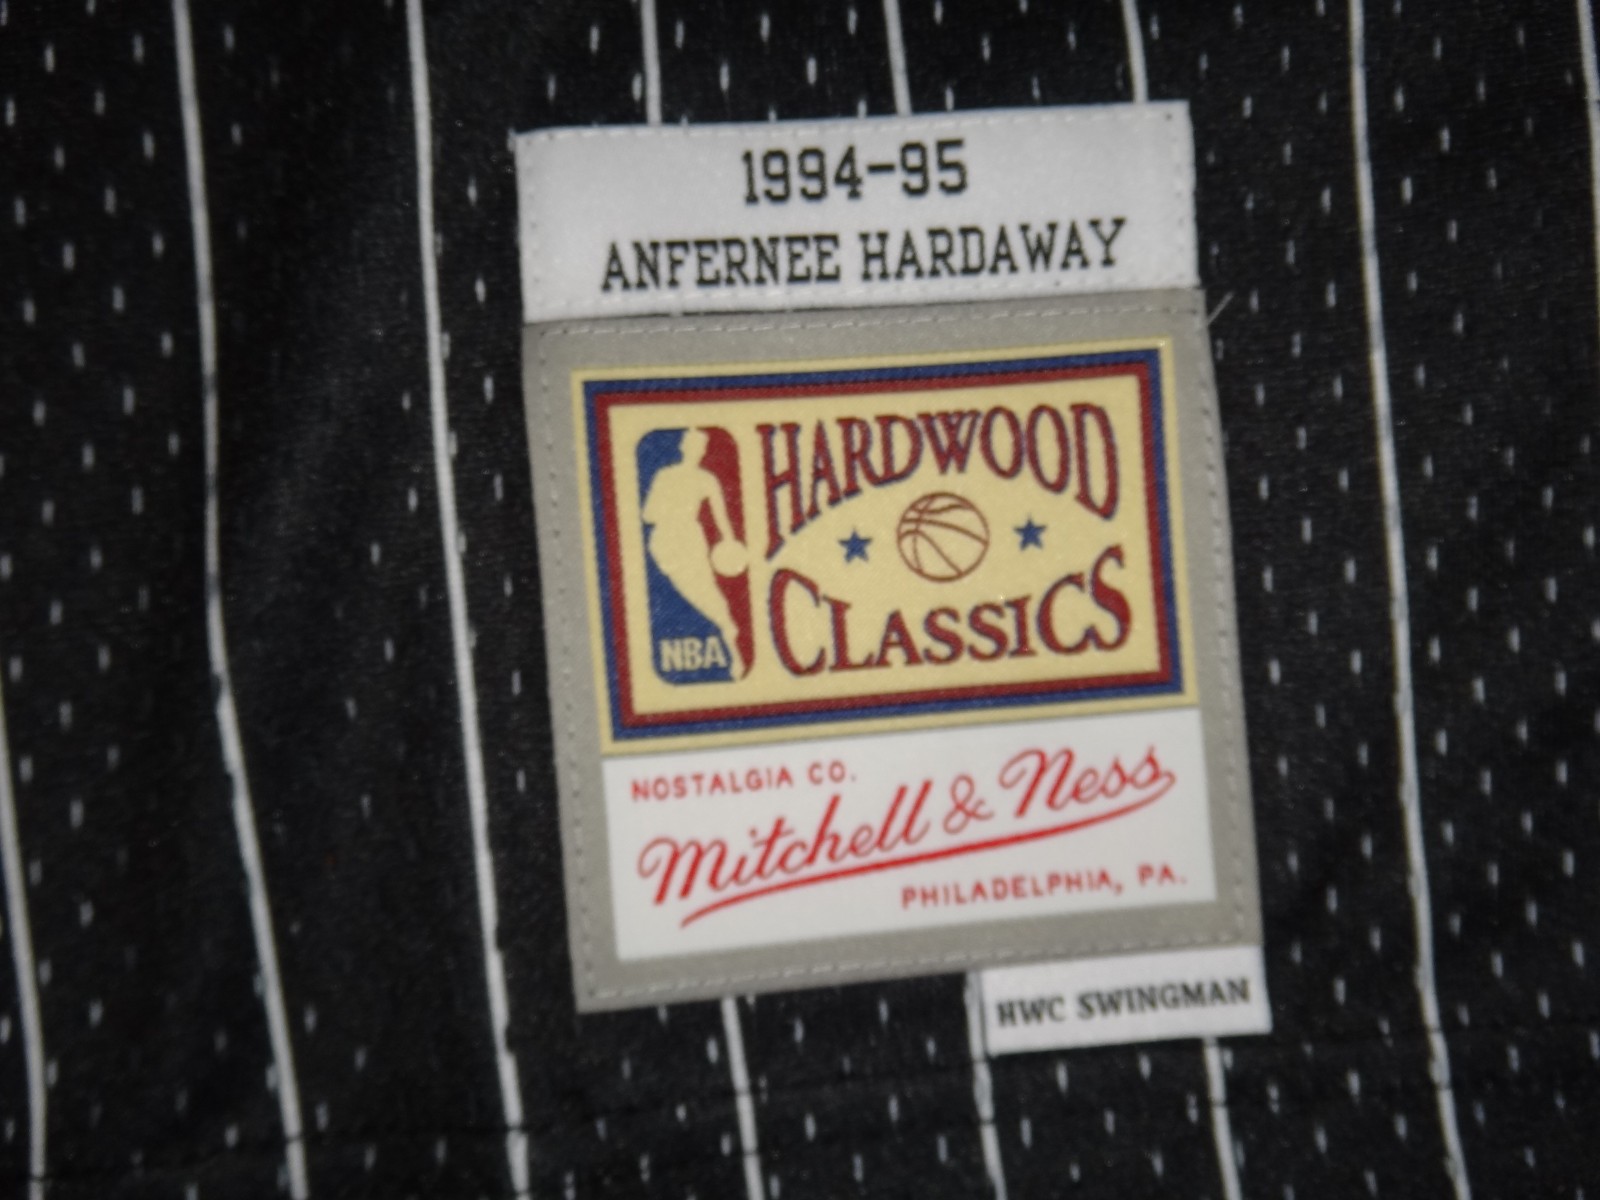 1994-95
ANFERNEE HARDAWAY
HARDWOOD
CLASSICS
NBA
NOSTALGIA CO.
Mitchell & Ness
PHILADELPHIA, PA.
HWC SWINGMAN